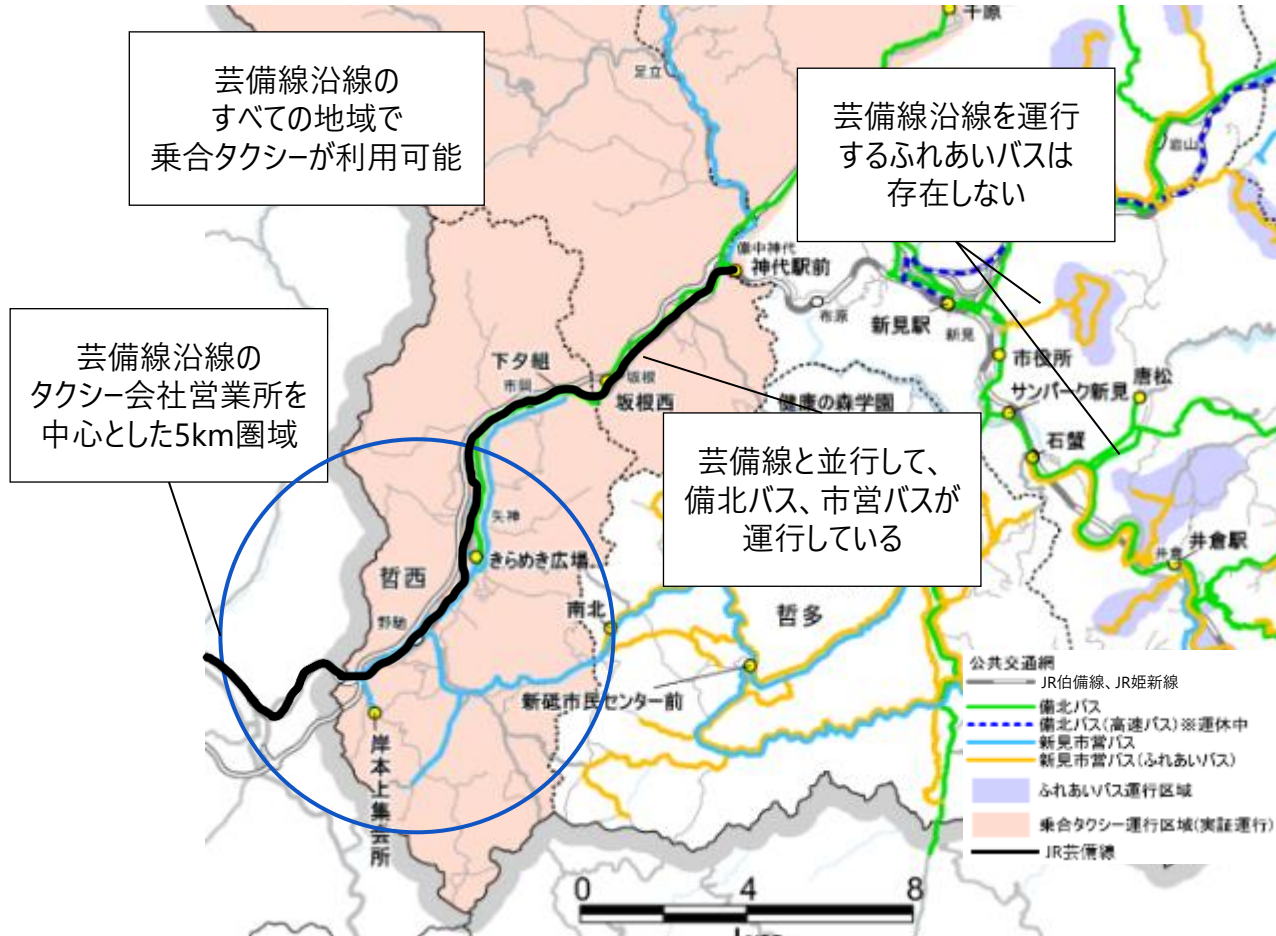 千原
足立
芸備線沿線の
すべての地域で
乗合タクシーが利用可能
芸備線沿線を運行
するふれあいバスは
存在しない
岩山
備中神代
神代駅前
布原
新見駅
新見
市役所
サンパーク新見
唐松
石蟹
芸備線沿線の
タクシー会社営業所を
中心とした5km圏域
下夕組
市岡
坂根
坂根西
健康の森学園
芸備線と並行して、
備北バス、市営バスが
運行している
井倉
井倉駅
矢神
きらめき広場
哲西
野馳
南北
哲多
新砥市民センター前
岸本上集会所
公共交通網
JR伯備線、JR姫新線
備北バス
備北バス(高速バス)※運休中
新見市営バス
新見市営バス(ふれあいバス)
ふれあいバス運行区域
乗合タクシー運行区域(実証運行)
JR芸備線
0 4 8